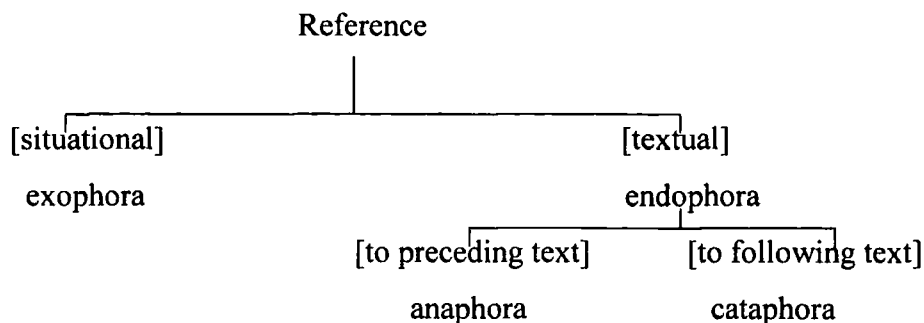 Reference
[situational] [textual]
exophora endophora
[to preceding text] [to following text]
anaphora cataphora